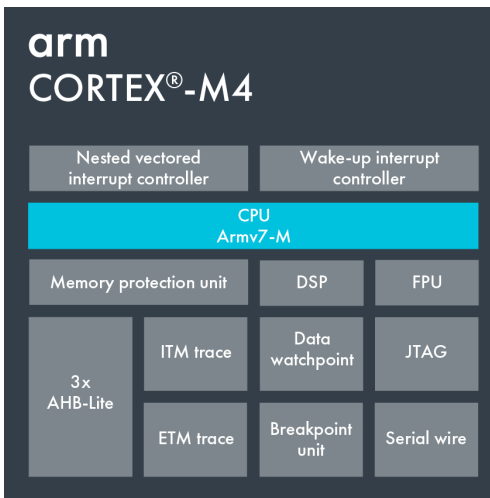 arm
CORTEX®-M4
Nested vectored
interrupt controller
Wake-up interrupt
controller
CPU
Armv7-M
Memory protection unit
DSP
FPU
3x
AHB-Lite
ITM trace
Data
watchpoint
JTAG
ETM trace
Breakpoint
unit
Serial wire